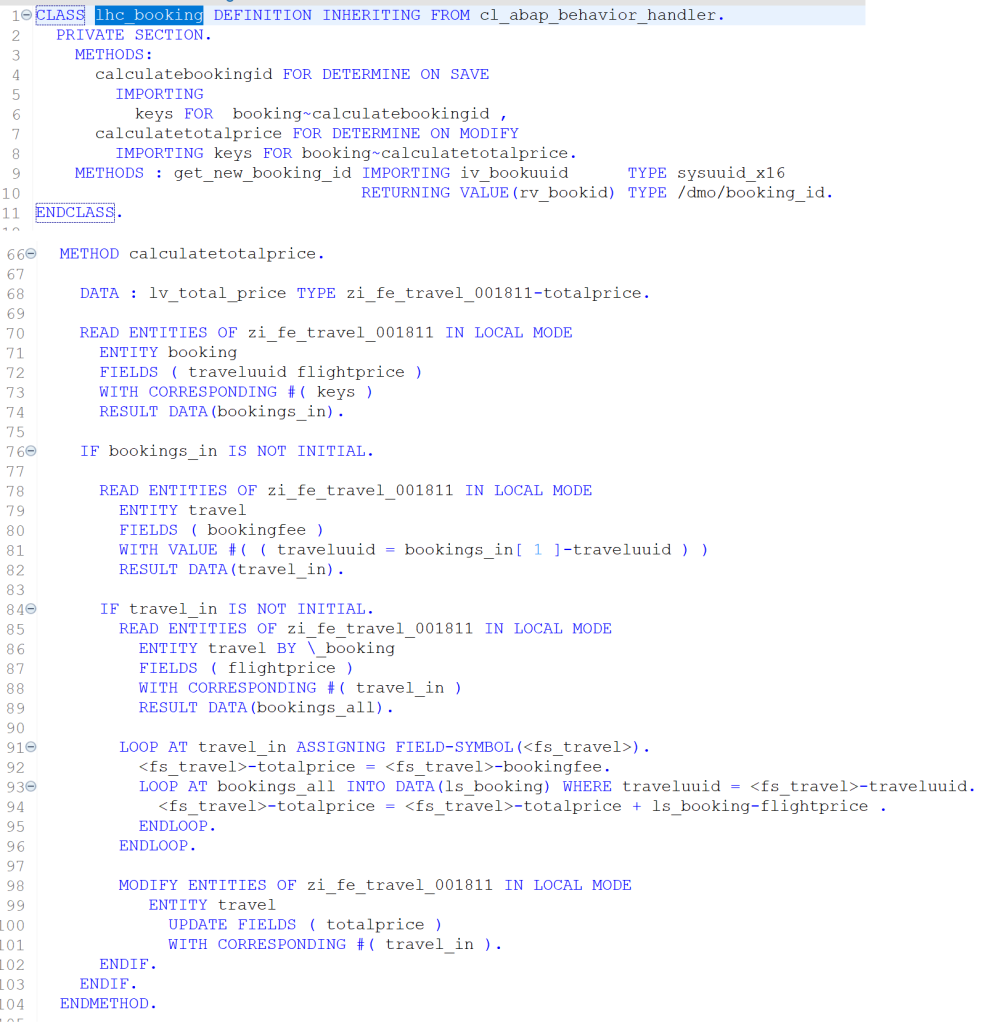 1 CLASS lhc_booking DEFINITION INHERITING FROM cl_abap_behavior_handler.
2 PRIVATE SECTION.
3 METHODS:
4 calculatebookingid FOR DETERMINE ON SAVE
5 IMPORTING
6 keys FOR  booking~calculatebookingid ,
7 calculatetotalprice FOR DETERMINE ON MODIFY
8 IMPORTING keys FOR booking~calculatetotalprice.
9 METHODS : get_new_booking_id IMPORTING iv_bookuuid      TYPE sysuuid_x16
10 RETURNING VALUE(rv_bookid) TYPE /dmo/booking_id.
11 ENDCLASS.
66 METHOD calculatetotalprice.
67
68 DATA : lv_total_price TYPE zi_fe_travel_001811-totalprice.
69
70 READ ENTITIES OF zi_fe_travel_001811 IN LOCAL MODE
71 ENTITY booking
72 FIELDS ( traveluuid flightprice )
73 WITH CORRESPONDING #( keys )
74 RESULT DATA(bookings_in).
75
76 IF bookings_in IS NOT INITIAL.
77
78 READ ENTITIES OF zi_fe_travel_001811 IN LOCAL MODE
79 ENTITY travel
80 FIELDS ( bookingfee )
81 WITH VALUE #( ( traveluuid = bookings_in[ 1 ]-traveluuid ) )
82 RESULT DATA(travel_in).
83
84 IF travel_in IS NOT INITIAL.
85 READ ENTITIES OF zi_fe_travel_001811 IN LOCAL MODE
86 ENTITY travel BY \_booking
87 FIELDS ( flightprice )
88 WITH CORRESPONDING #( travel_in )
89 RESULT DATA(bookings_all).
90
91 LOOP AT travel_in ASSIGNING FIELD-SYMBOL(<fs_travel>).
92 <fs_travel>-totalprice = <fs_travel>-bookingfee.
93 LOOP AT bookings_all INTO DATA(ls_booking) WHERE traveluuid = <fs_travel>-traveluuid.
94 <fs_travel>-totalprice = <fs_travel>-totalprice + ls_booking-flightprice .
95 ENDLOOP.
96 ENDLOOP.
97
98 MODIFY ENTITIES OF zi_fe_travel_001811 IN LOCAL MODE
99 ENTITY travel
100 UPDATE FIELDS ( totalprice )
101 WITH CORRESPONDING #( travel_in ).
102 ENDIF.
103 ENDIF.
104 ENDMETHOD.